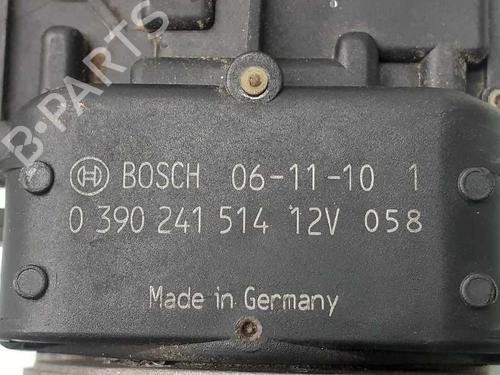 B-PARTS
BOSCH 06-11-10 1
0 390 241 514 12V 058
Made in Germany